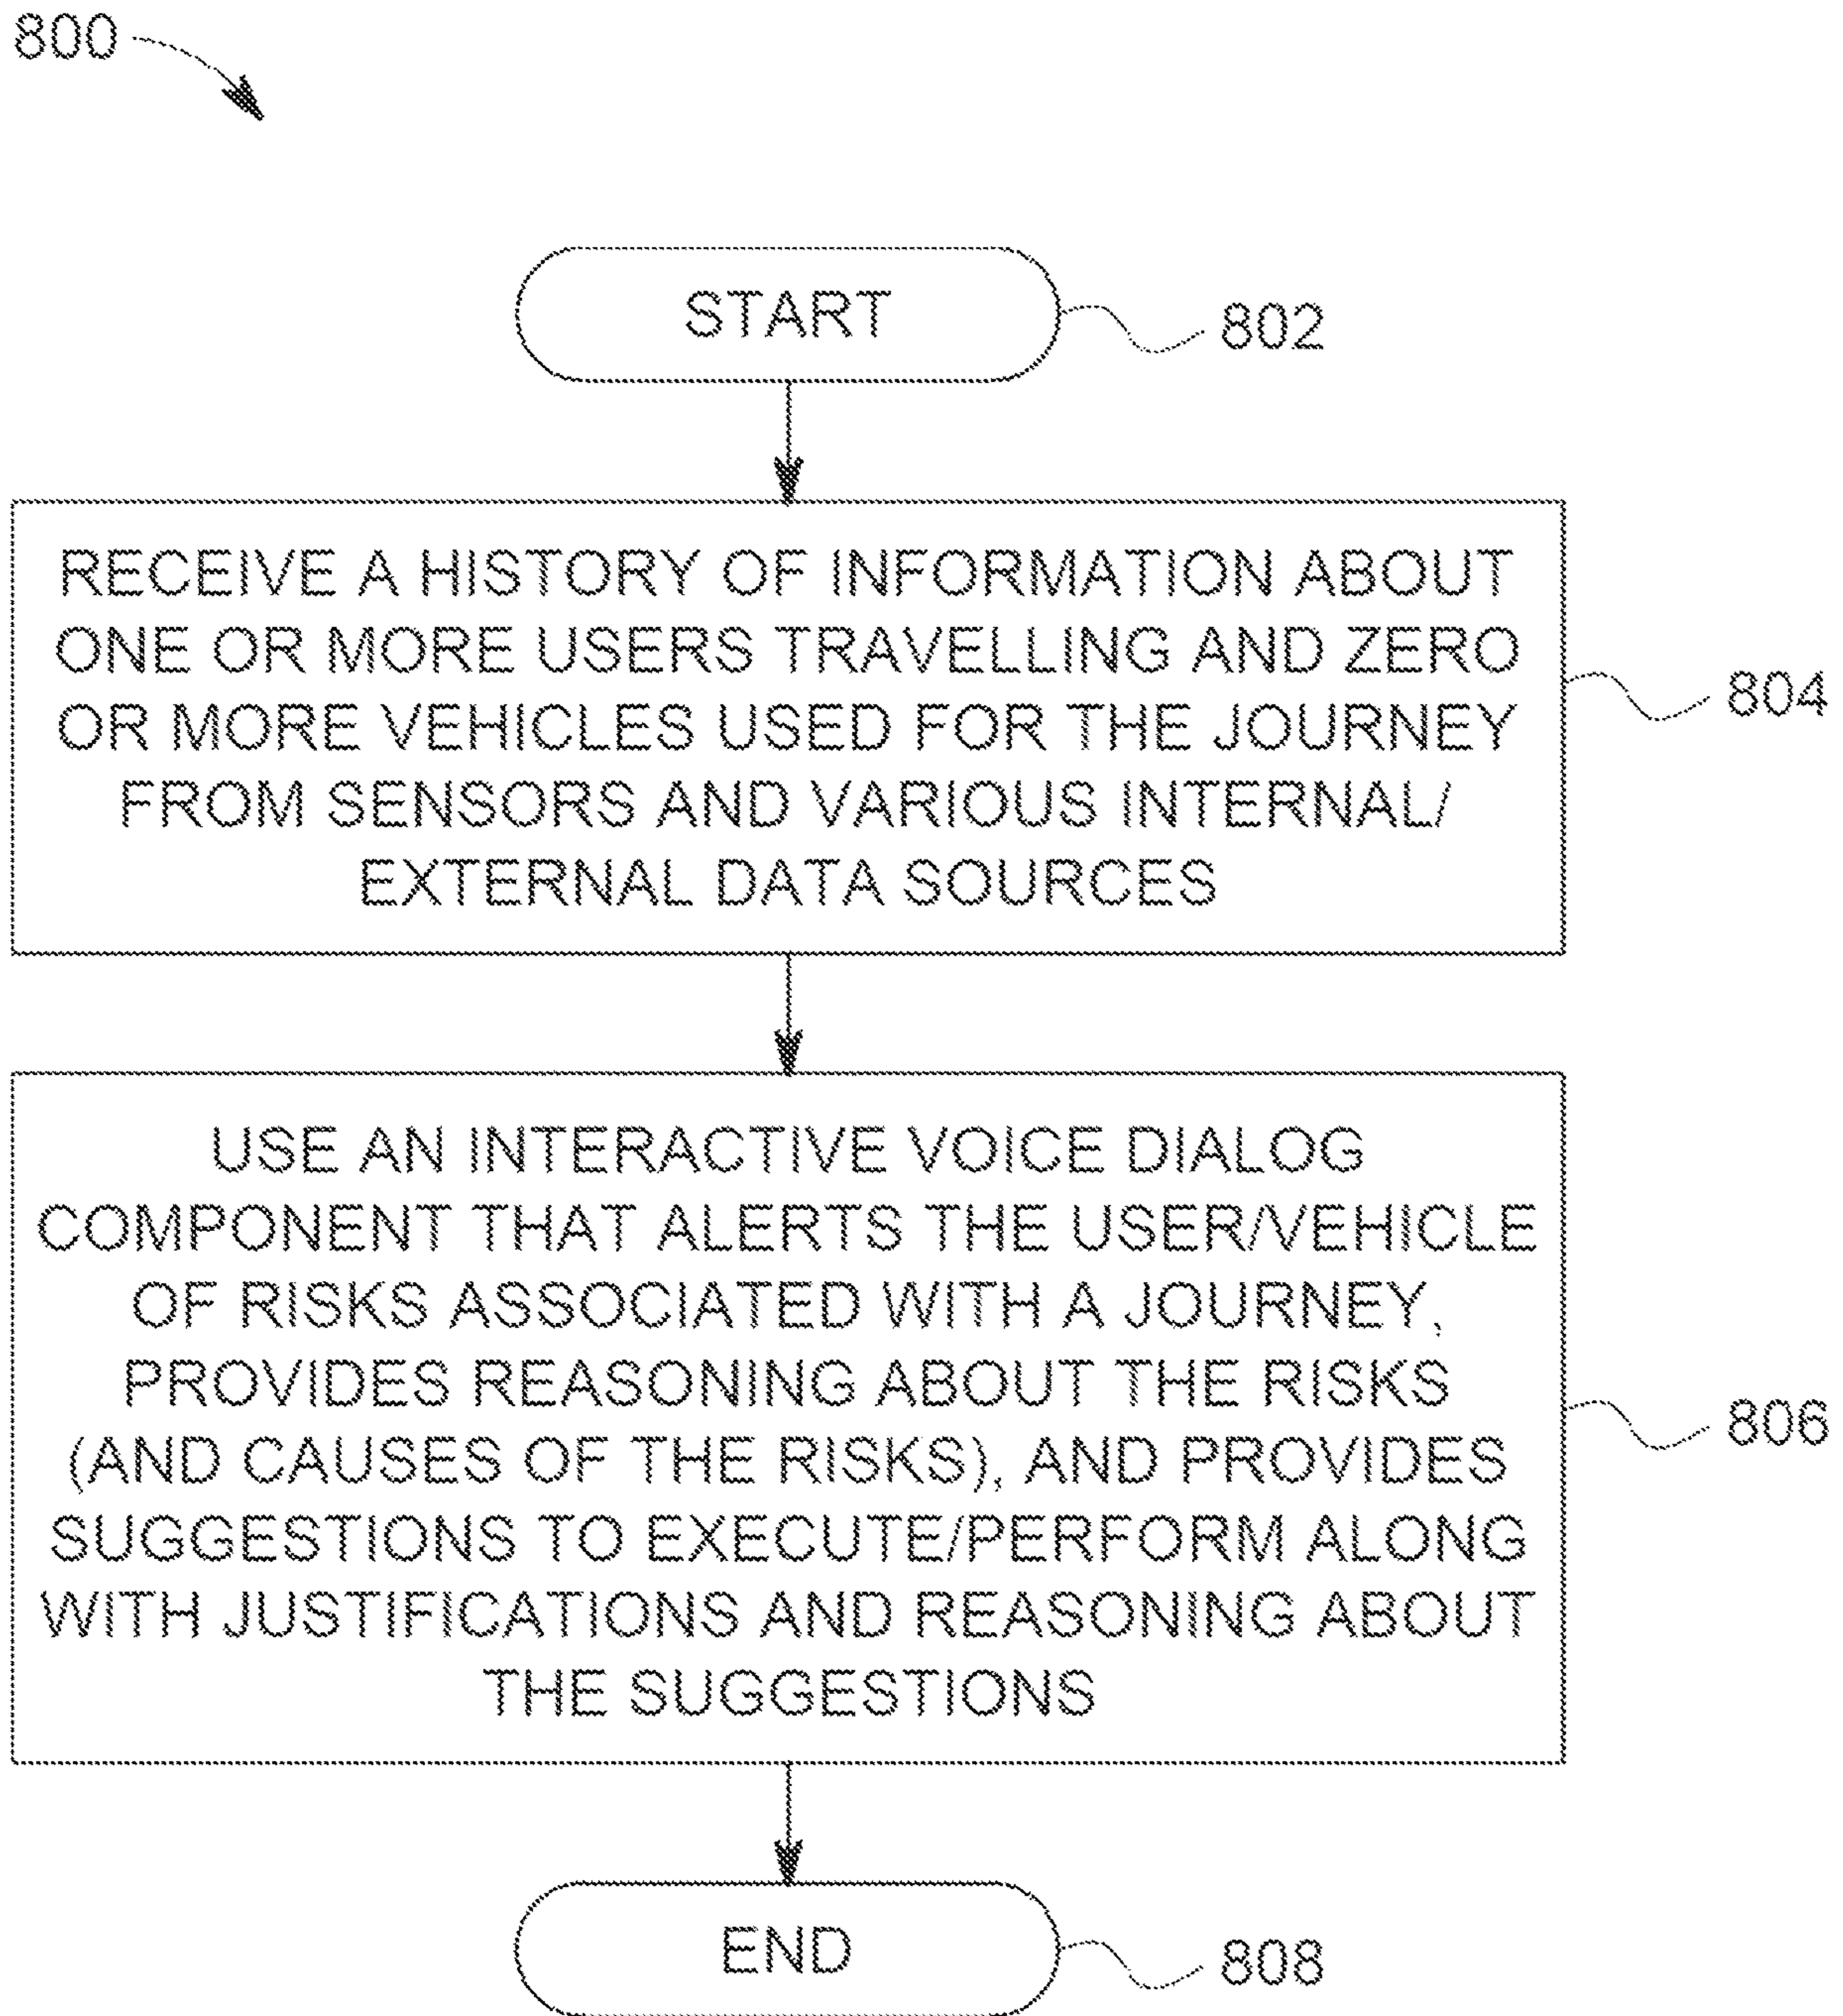 800
START
802
RECEIVE A HISTORY OF INFORMATION ABOUT
ONE OR MORE USERS TRAVELLING AND ZERO
OR MORE VEHICLES USED FOR THE JOURNEY
FROM SENSORS AND VARIOUS INTERNAL/
EXTERNAL DATA SOURCES
804
USE AN INTERACTIVE VOICE DIALOG
COMPONENT THAT ALERTS THE USER/VEHICLE
OF RISKS ASSOCIATED WITH A JOURNEY,
PROVIDES REASONING ABOUT THE RISKS
(AND CAUSES OF THE RISKS), AND PROVIDES
SUGGESTIONS TO EXECUTE/PERFORM ALONG
WITH JUSTIFICATIONS AND REASONING ABOUT
THE SUGGESTIONS
806
END
808